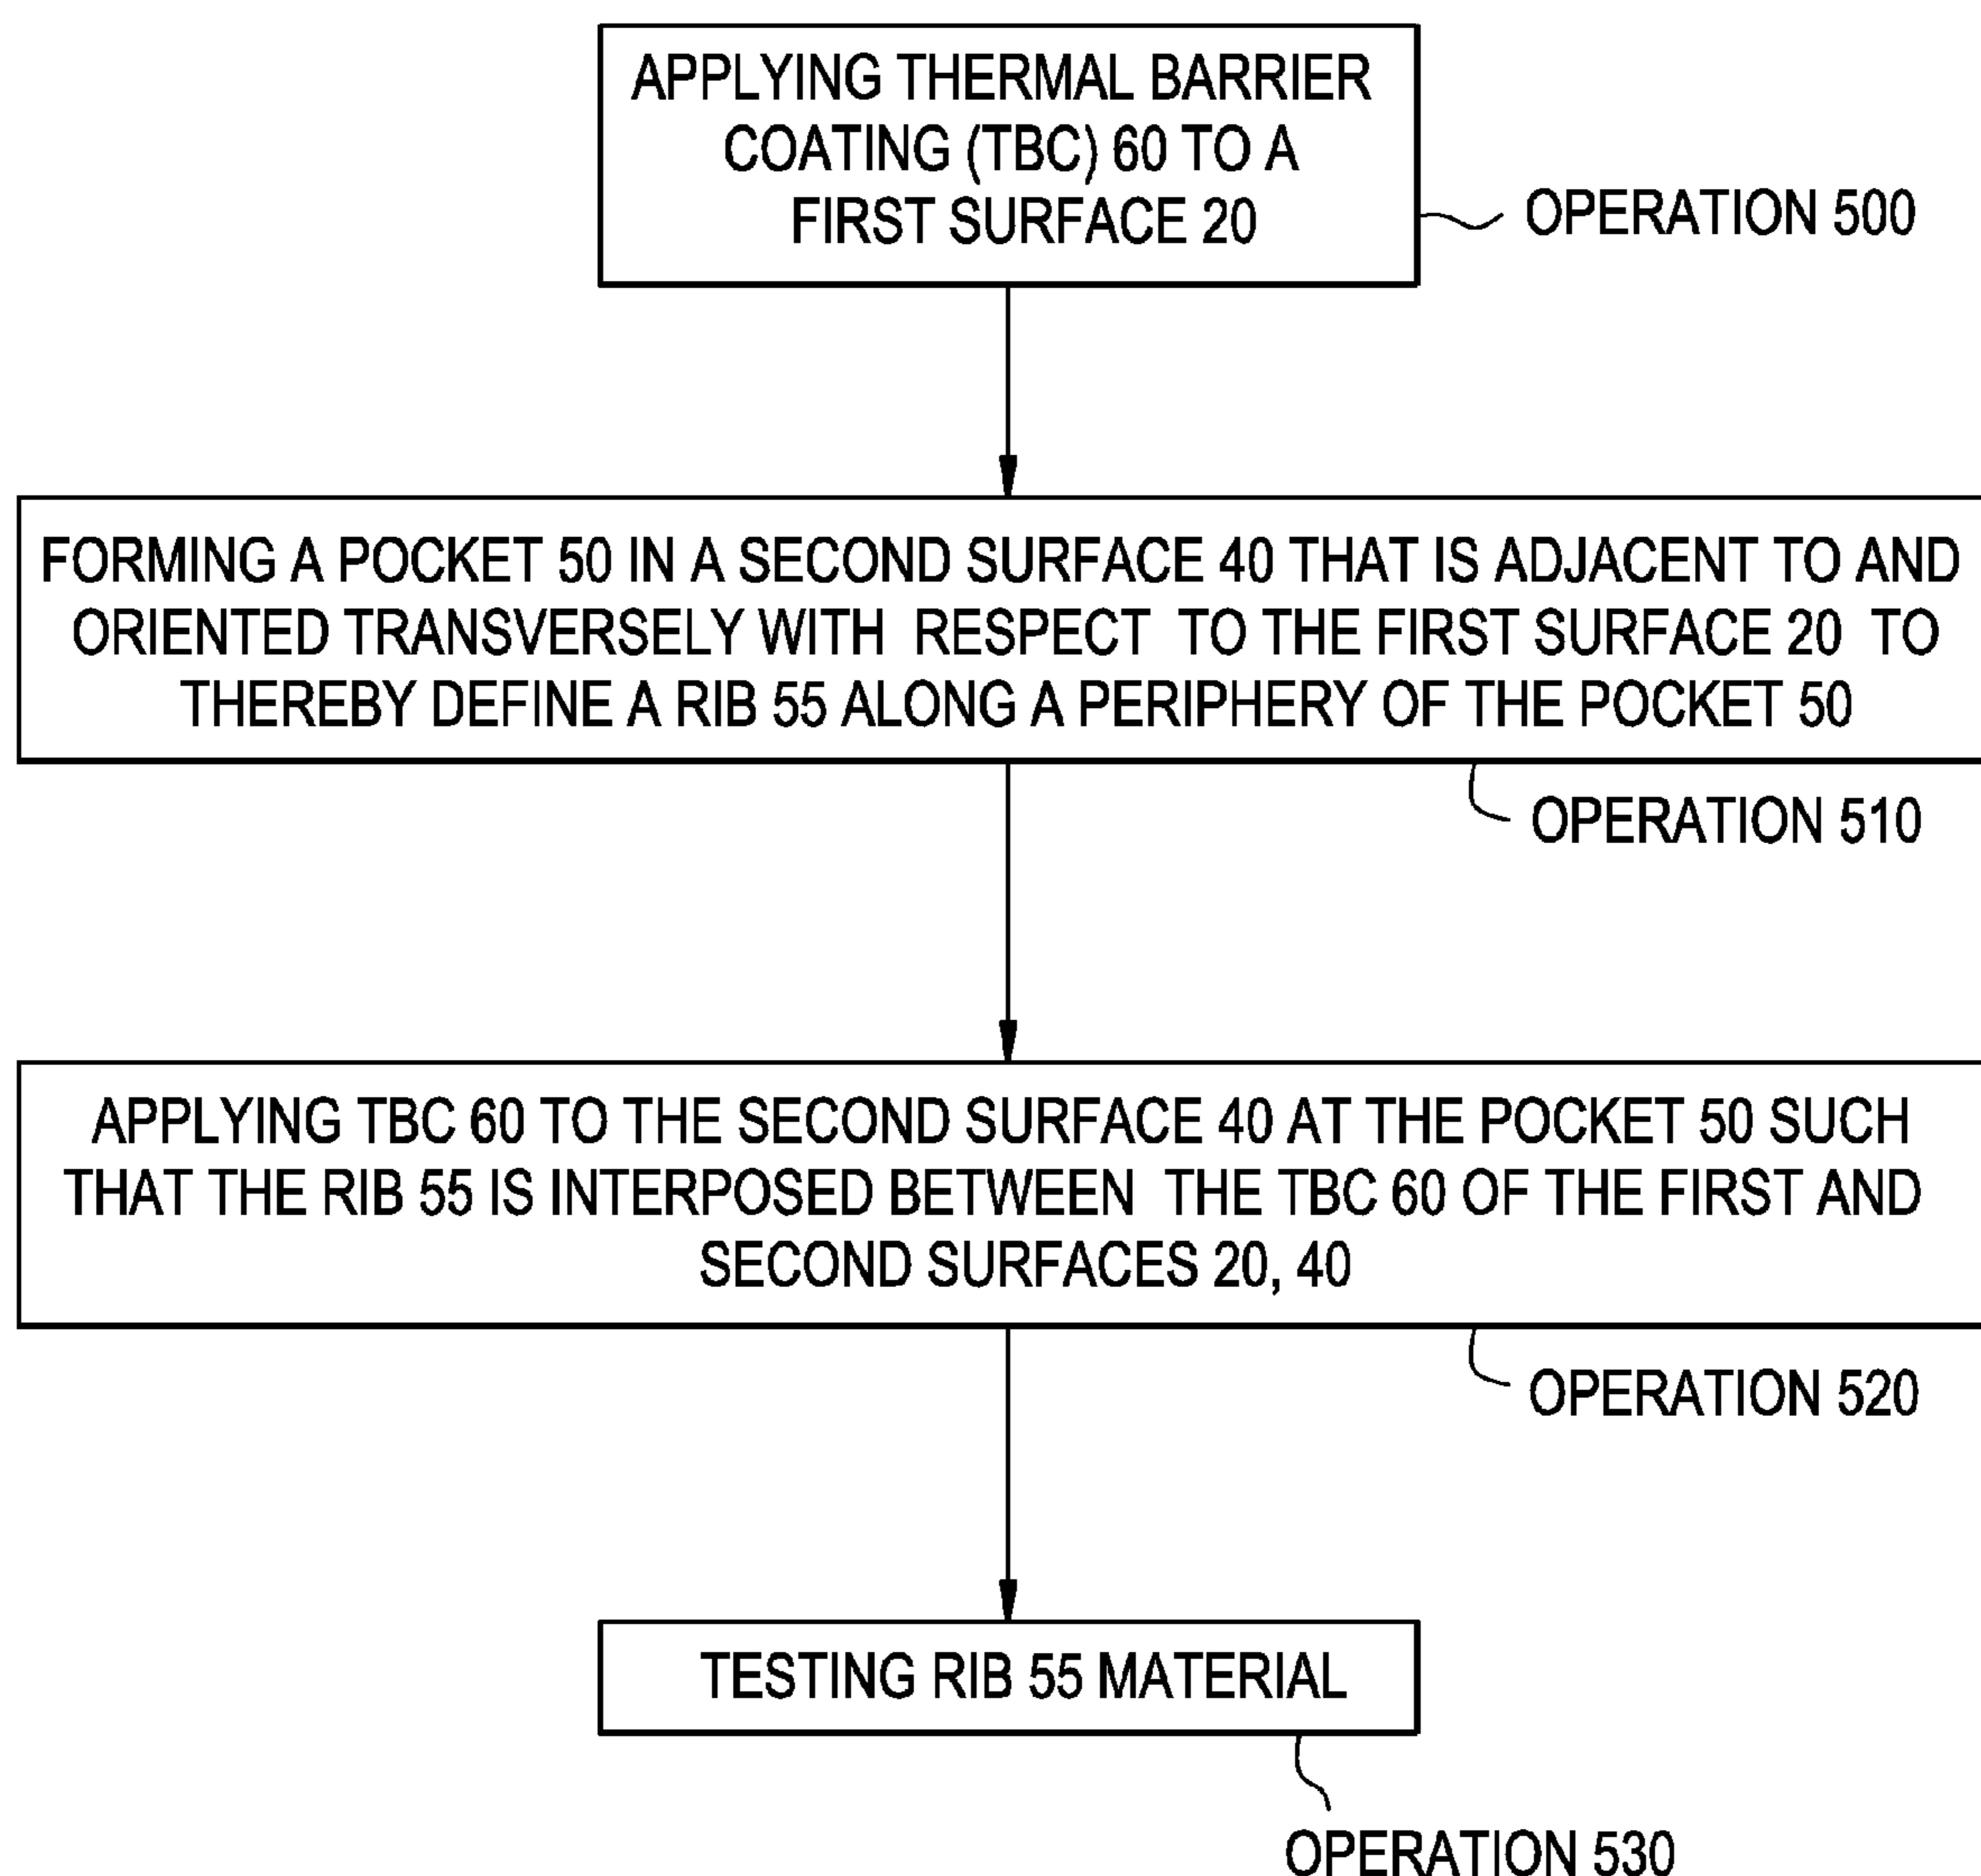 APPLYING THERMAL BARRIER
COATING (TBC) 60 TO A
FIRST SURFACE 20
OPERATION 500
FORMING A POCKET 50 IN A SECOND SURFACE 40 THAT IS ADJACENT TO AND
ORIENTED TRANSVERSELY WITH RESPECT TO THE FIRST SURFACE 20 TO
THEREBY DEFINE A RIB 55 ALONG A PERIPHERY OF THE POCKET 50
OPERATION 510
APPLYING TBC 60 TO THE SECOND SURFACE 40 AT THE POCKET 50 SUCH
THAT THE RIB 55 IS INTERPOSED BETWEEN THE TBC 60 OF THE FIRST AND
SECOND SURFACES 20, 40
OPERATION 520
TESTING RIB 55 MATERIAL
OPERATION 530